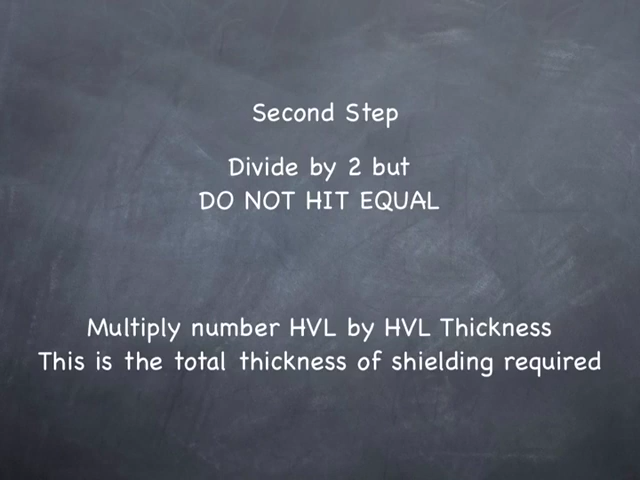 Second Step
Divide by 2 but
DO NOT HIT EQUAL
Multiply number HVL by HVL Thickness
This is the total thickness of shielding required